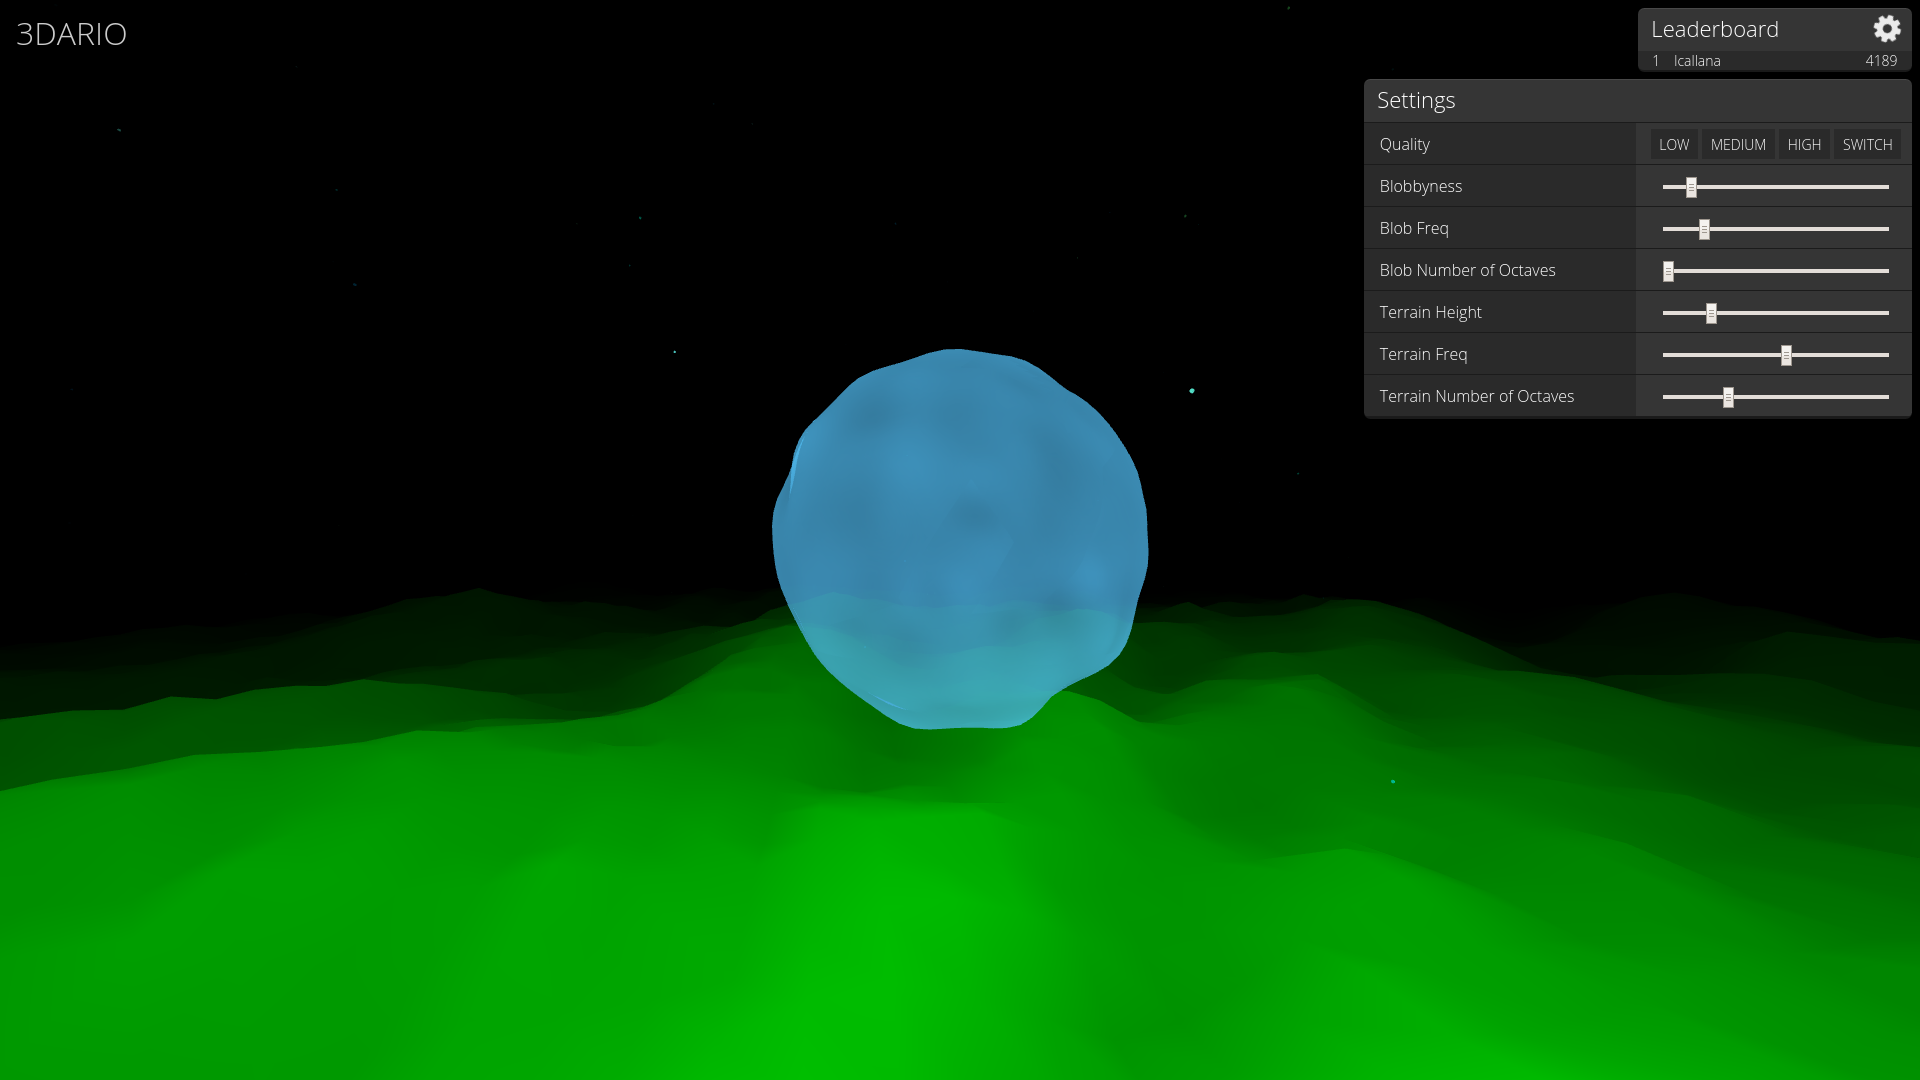 3DARIO
Leaderboard
1 Icallana 4189
Settings
Quality LOW MEDIUM HIGH SWITCH
Blobbyness
Blob Freq
Blob Number of Octaves
Terrain Height
Terrain Freq
Terrain Number of Octaves